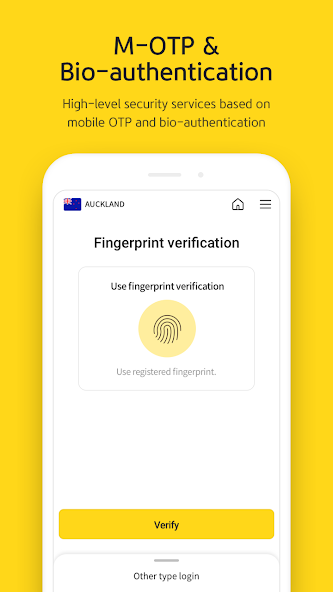 M-OTP &
Bio-authentication
High-level security services based on
mobile OTP and bio-authentication
AUCKLAND
Fingerprint verification
Use fingerprint verification
Use registered fingerprint.
Verify
Other type login